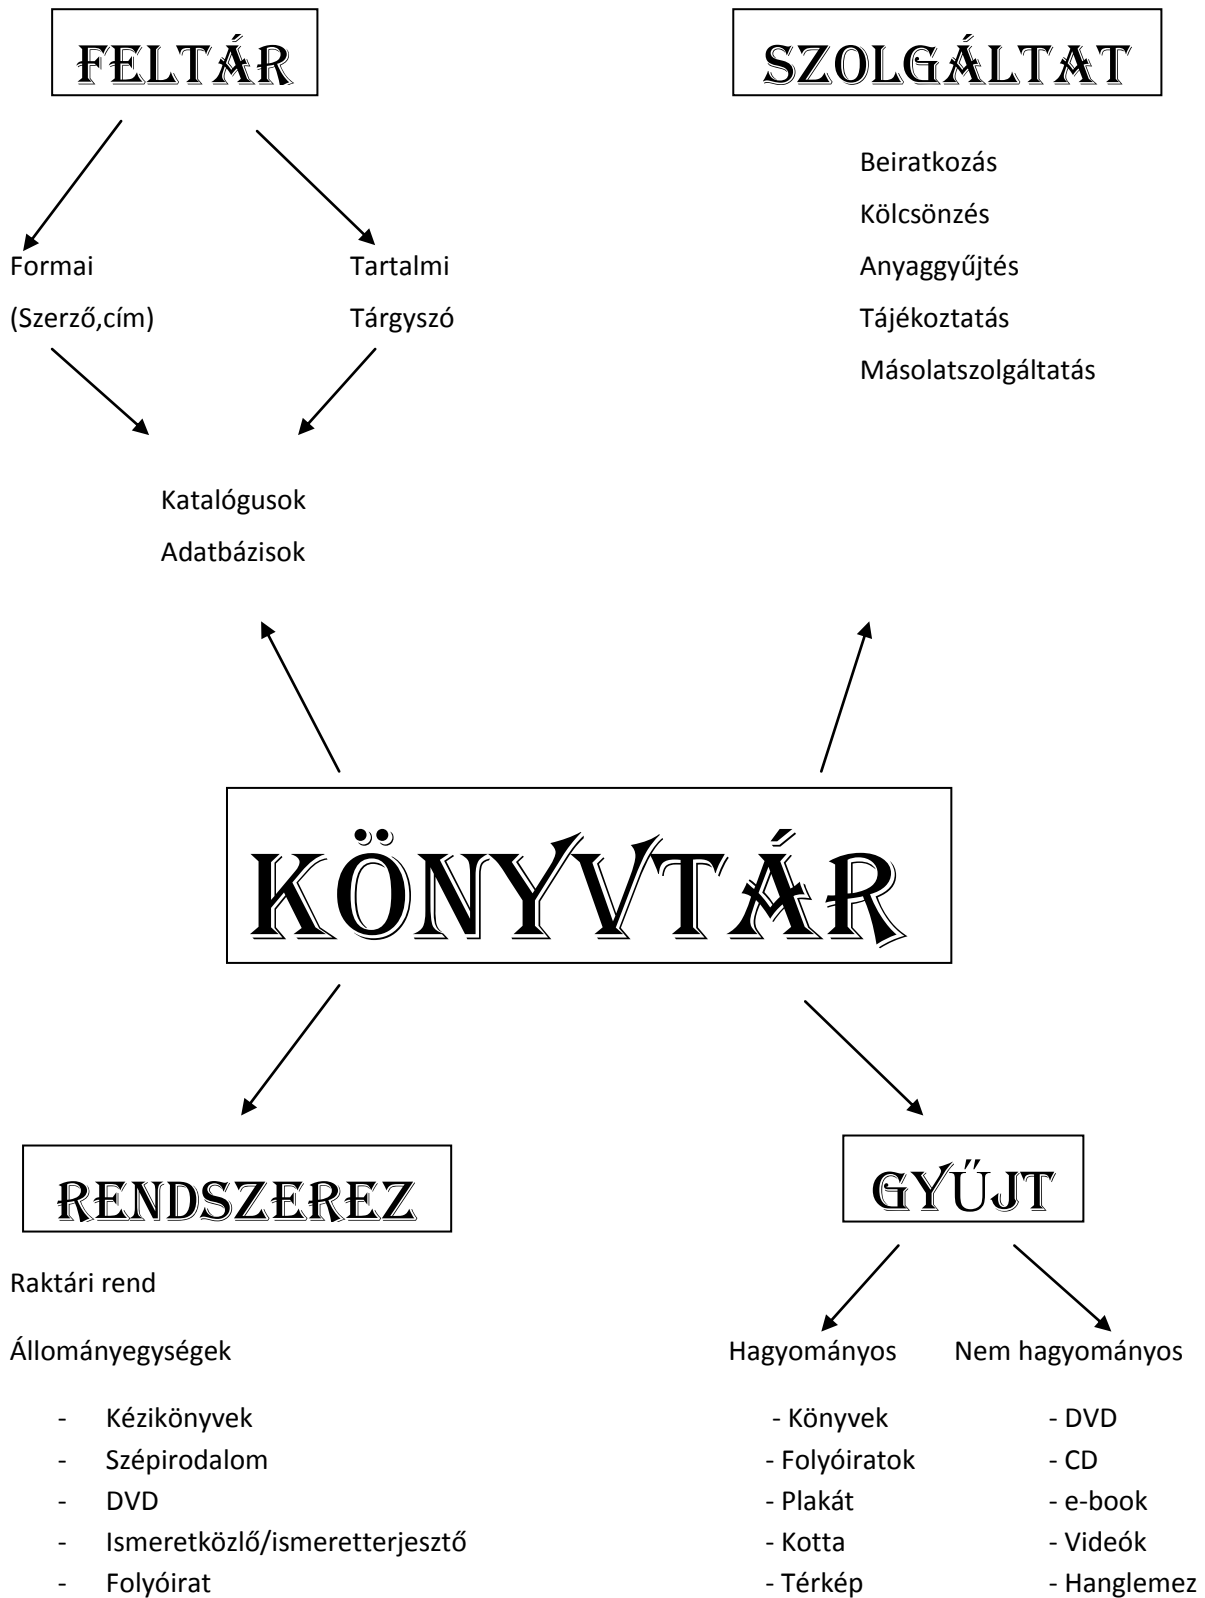 FELTÁR
SZOLGÁLTAT
Beiratkozás
Kölcsönzés
Anyaggyűjtés
Tájékoztatás
Másolatszolgáltatás
Formai
(Szerző,cím)
Tartalmi
Tárgyszó
Katalógusok
Adatbázisok
KÖNYVTÁR
RENDSZEREZ
Raktári rend
Állományegységek
- Kézikönyvek
- Szépirodalom
- DVD
- Ismeretközlő/ismeretterjesztő
- Folyóirat
GYŰJT
Hagyományos
- Könyvek
- Folyóiratok
- Plakát
- Kotta
- Térkép
Nem hagyományos
- DVD
- CD
- e-book
- Videók
- Hanglemez